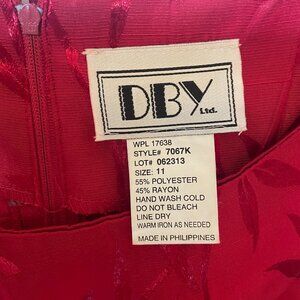 DBY
Ltd.
WPL 17638
STYLE# 7067K
LOT# 062313
SIZE: 11
55% POLYESTER
45% RAYON
HAND WASH COLD
DO NOT BLEACH
LINE DRY
WARM IRON AS NEEDED
MADE IN PHILIPPINES